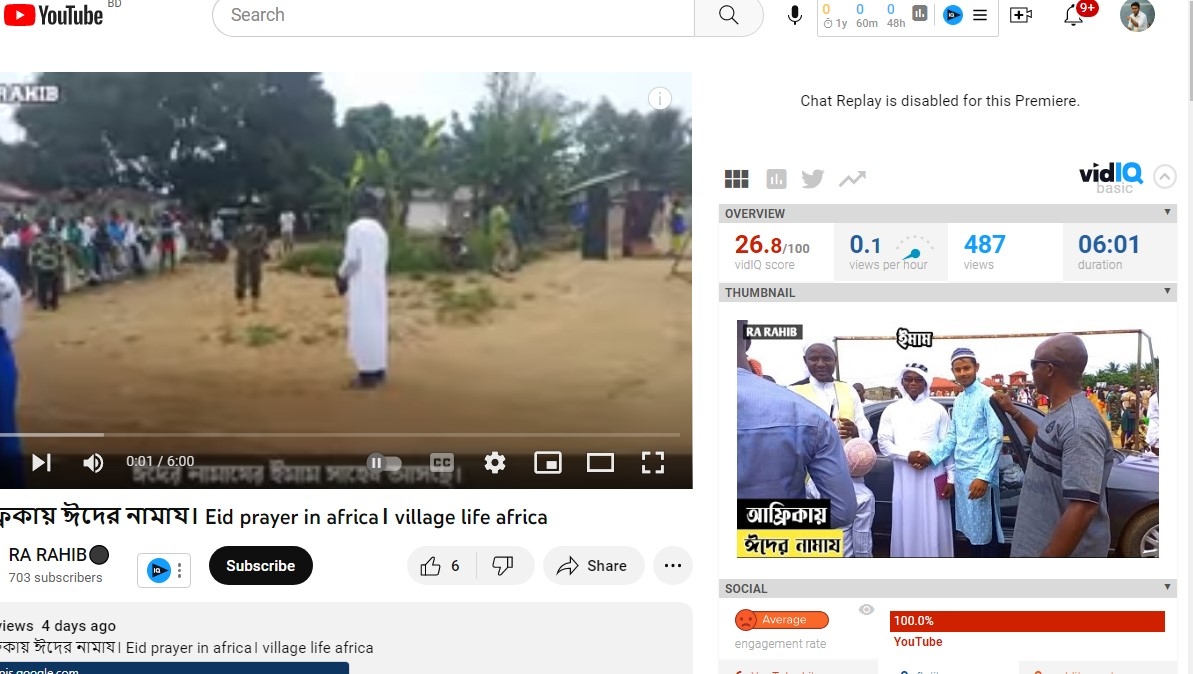 YouTube BD
Search
0 0 0
1y 60m 48h
9+
RA RAHIB
Chat Replay is disabled for this Premiere.
vidIQ
basic
OVERVIEW
26.8/100
vidIQ score
0.1
views per hour
487
views
06:01
duration
THUMBNAIL
RA RAHIB
ইমাম
আফ্রিকায়
ঈদের নামায
0:01 / 6:00
CC
ঈদের নামাজের ইমাম সাহেব আসছে।
ফ্রিকায় ঈদের নামায। Eid prayer in africa। village life africa
RA RAHIB
703 subscribers
IQ
Subscribe
6
Share
SOCIAL
Average
engagement rate
100.0%
YouTube
views 4 days ago
ফ্রিকায় ঈদের নামায। Eid prayer in africa। village life africa